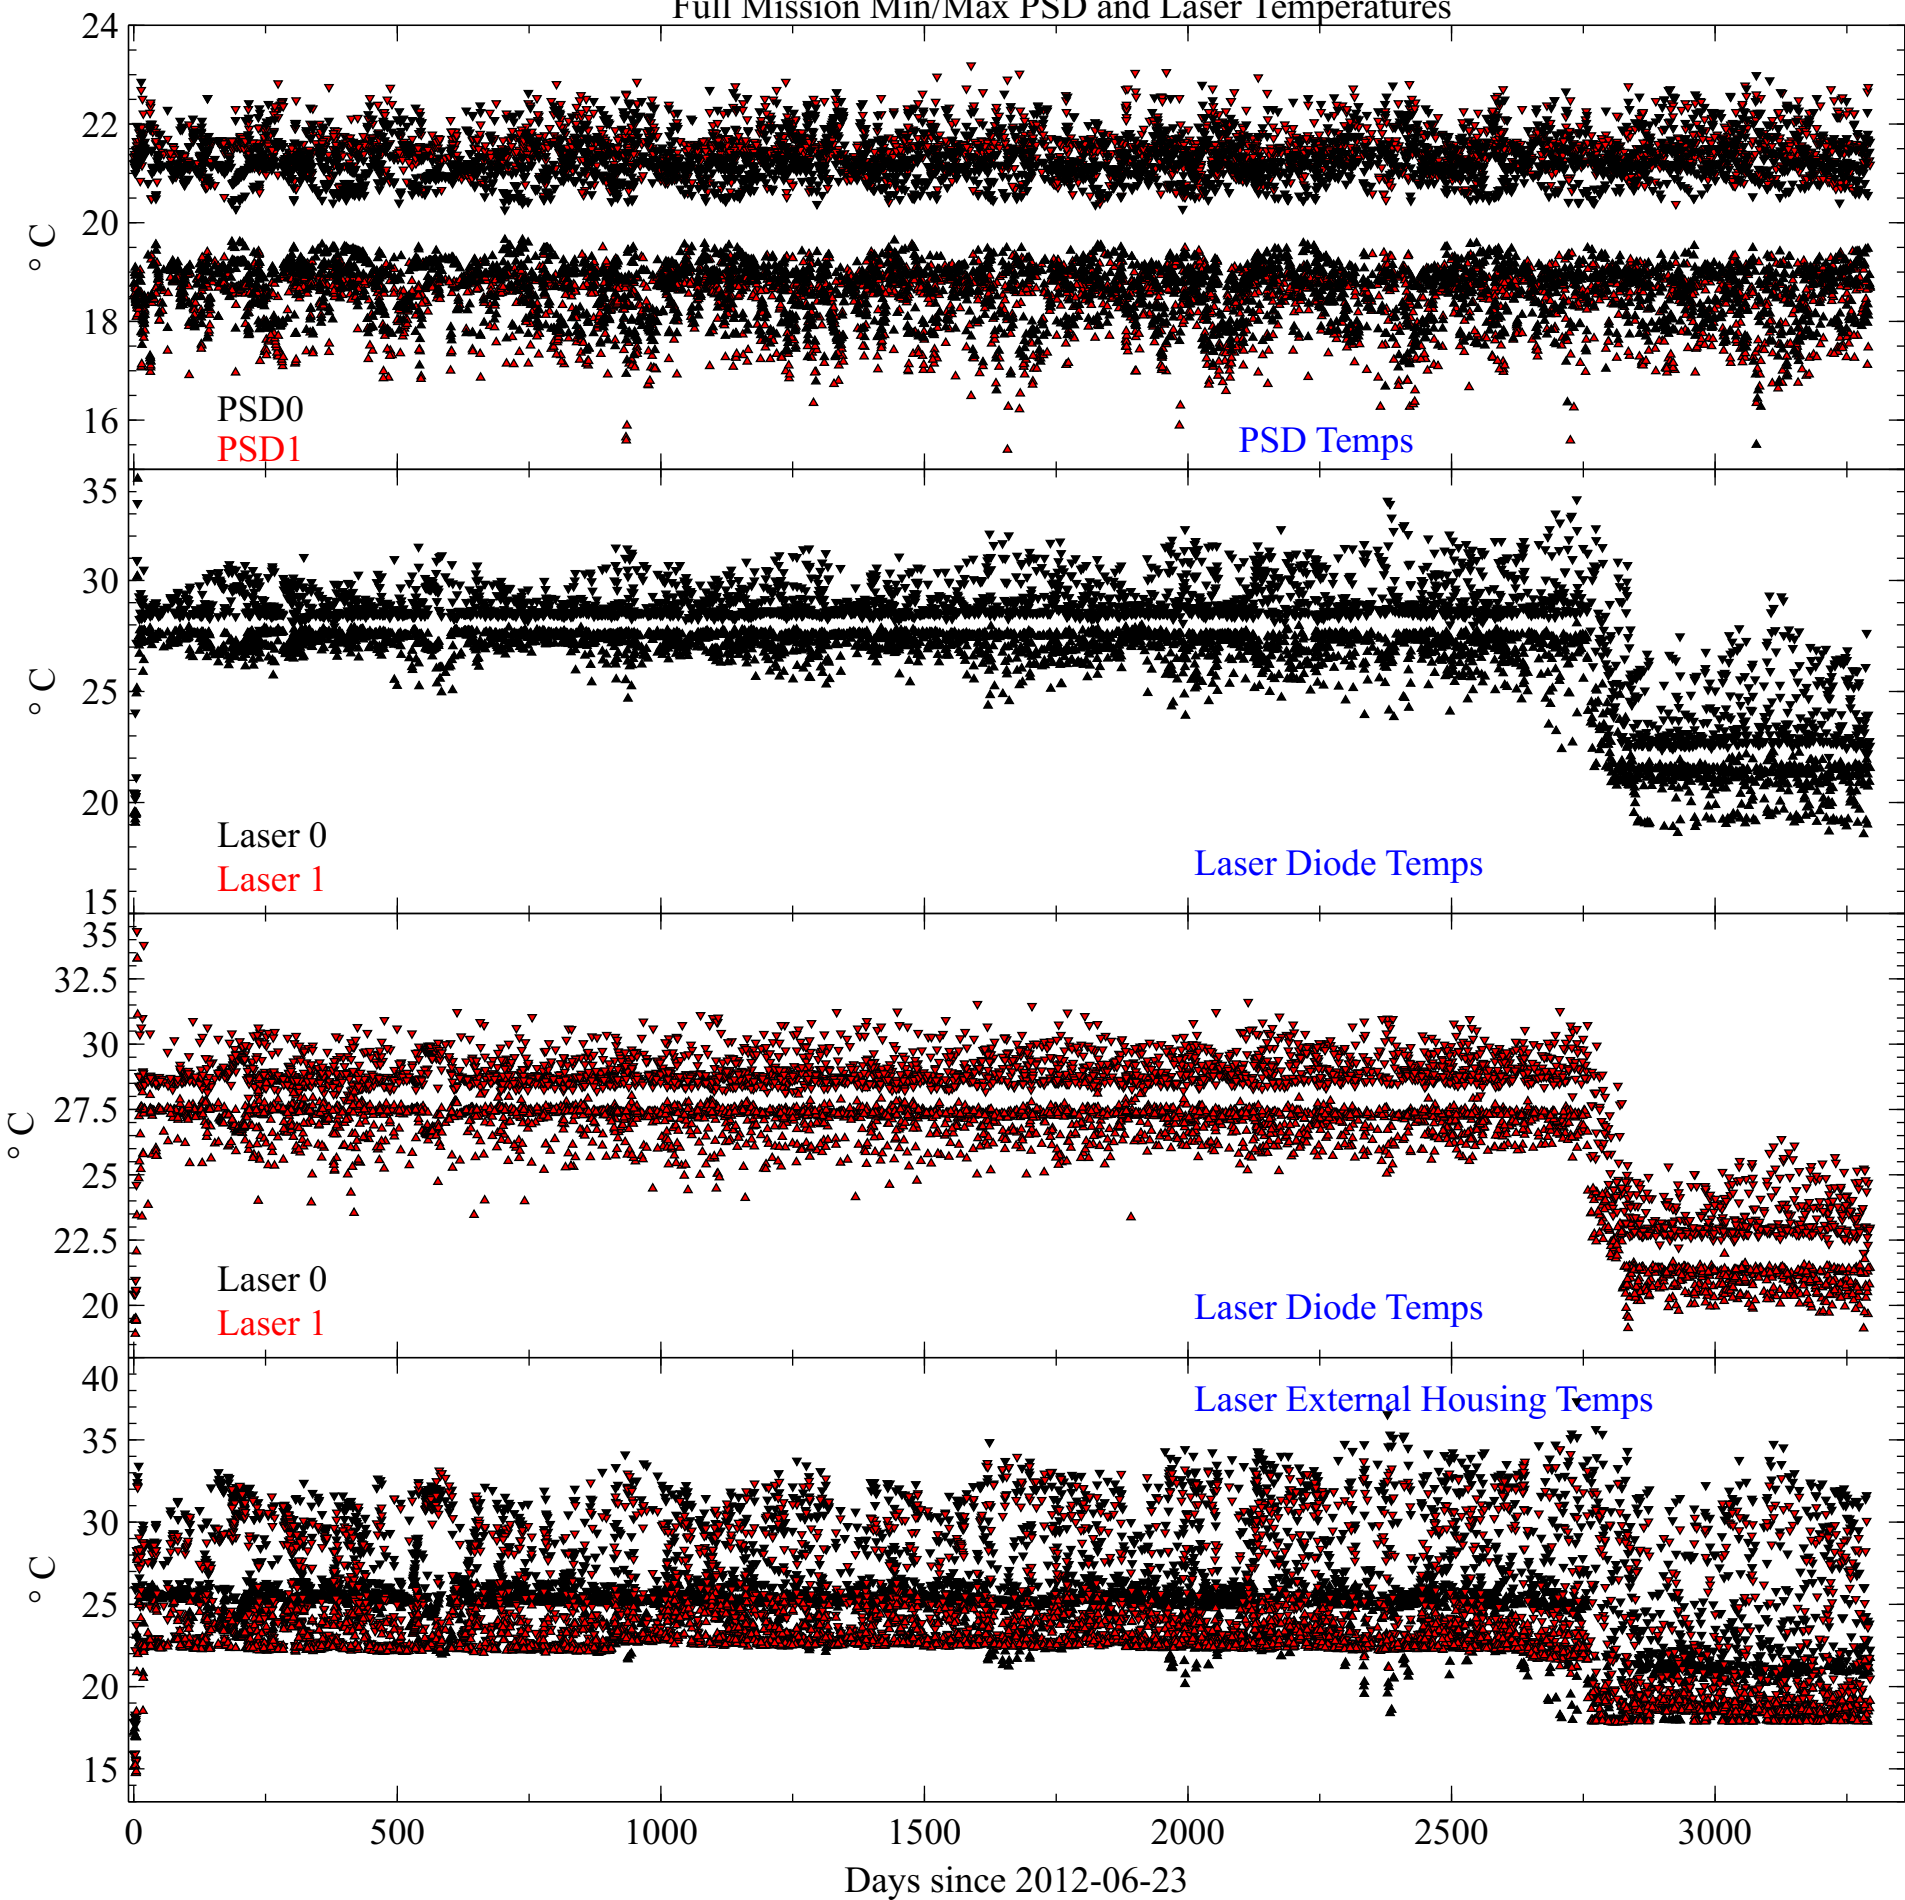 Full Mission Min/Max PSD and Laser Temperatures
24
22
20
18
16
° C
PSD0
PSD1
PSD Temps
35
30
25
20
15
° C
Laser 0
Laser 1
Laser Diode Temps
35
32.5
30
27.5
25
22.5
20
° C
Laser 0
Laser 1
Laser Diode Temps
40
35
30
25
20
15
° C
Laser External Housing Temps
0 500 1000 1500 2000 2500 3000
Days since 2012-06-23